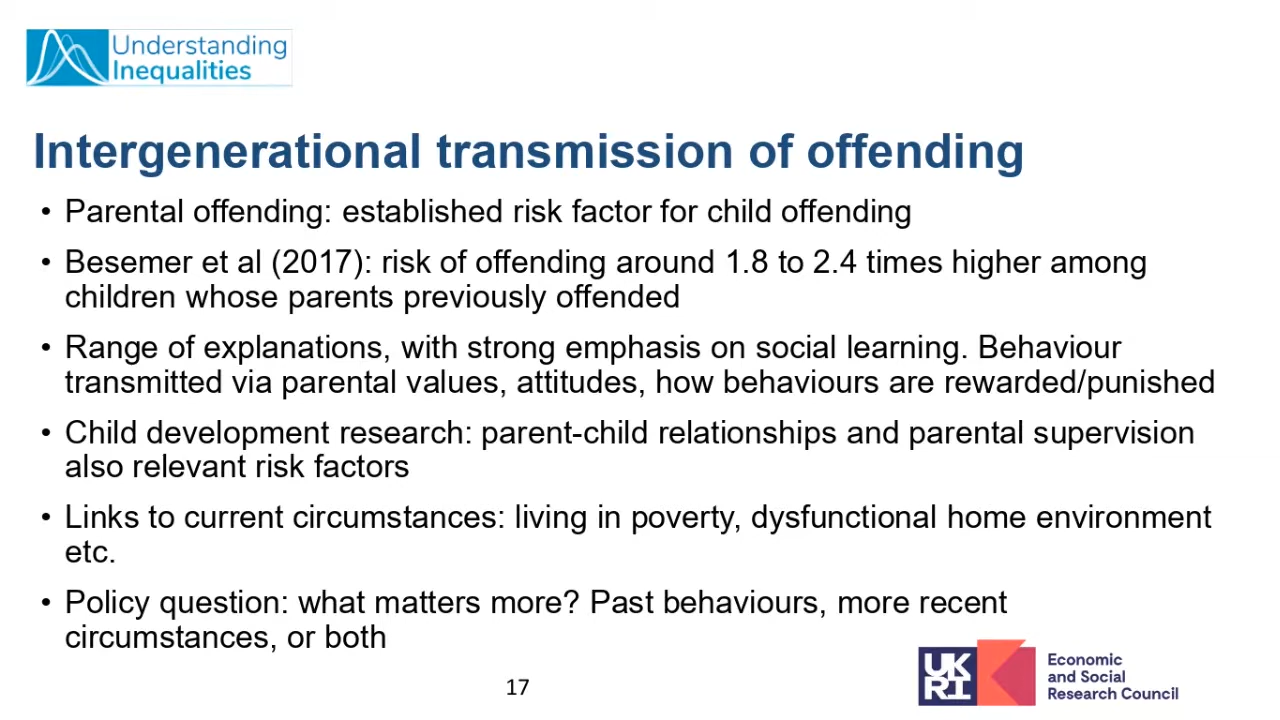 Understanding
Inequalities
Intergenerational transmission of offending
• Parental offending: established risk factor for child offending
• Besemer et al (2017): risk of offending around 1.8 to 2.4 times higher among
children whose parents previously offended
• Range of explanations, with strong emphasis on social learning. Behaviour
transmitted via parental values, attitudes, how behaviours are rewarded/punished
• Child development research: parent-child relationships and parental supervision
also relevant risk factors
• Links to current circumstances: living in poverty, dysfunctional home environment
etc.
• Policy question: what matters more? Past behaviours, more recent
circumstances, or both
17
UK
RI
Economic
and Social
Research Council